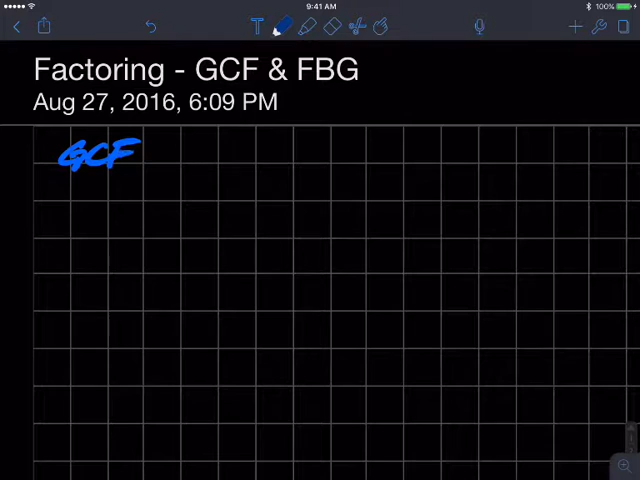 9:41 AM
100%
T
Factoring - GCF & FBG
Aug 27, 2016, 6:09 PM
GCF